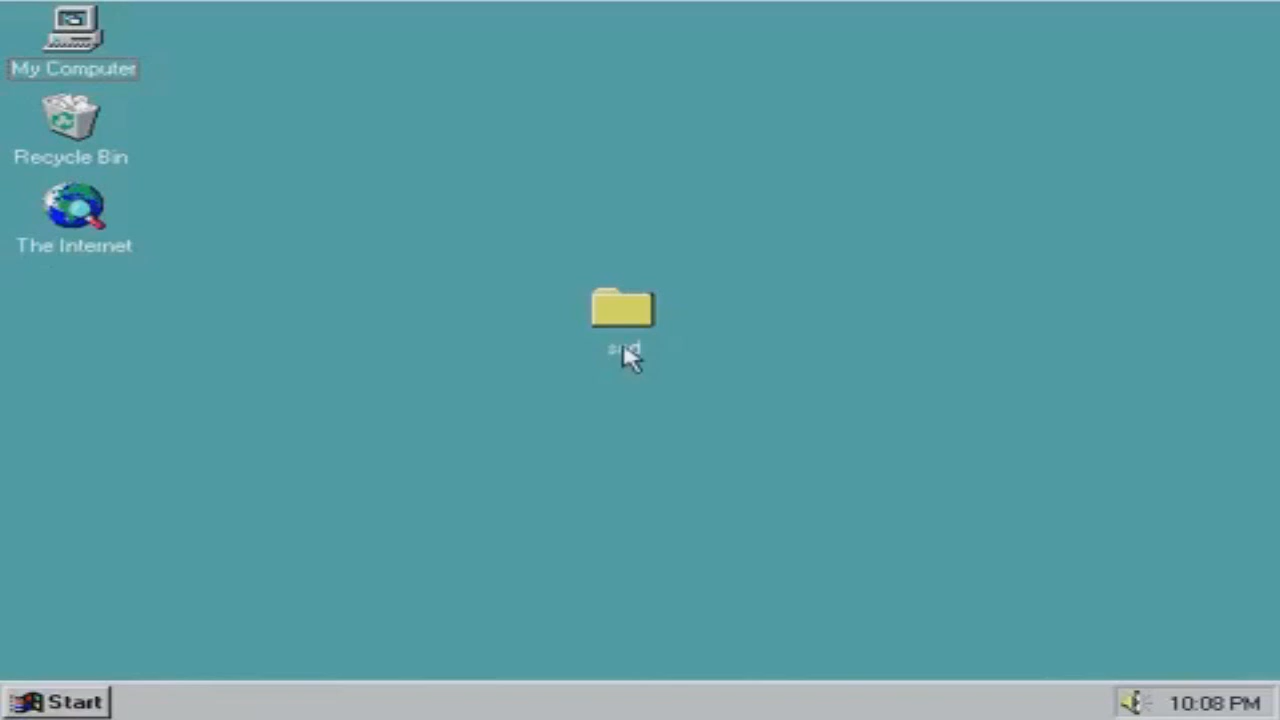 My Computer
Recycle Bin
The Internet
Start
10:08 PM